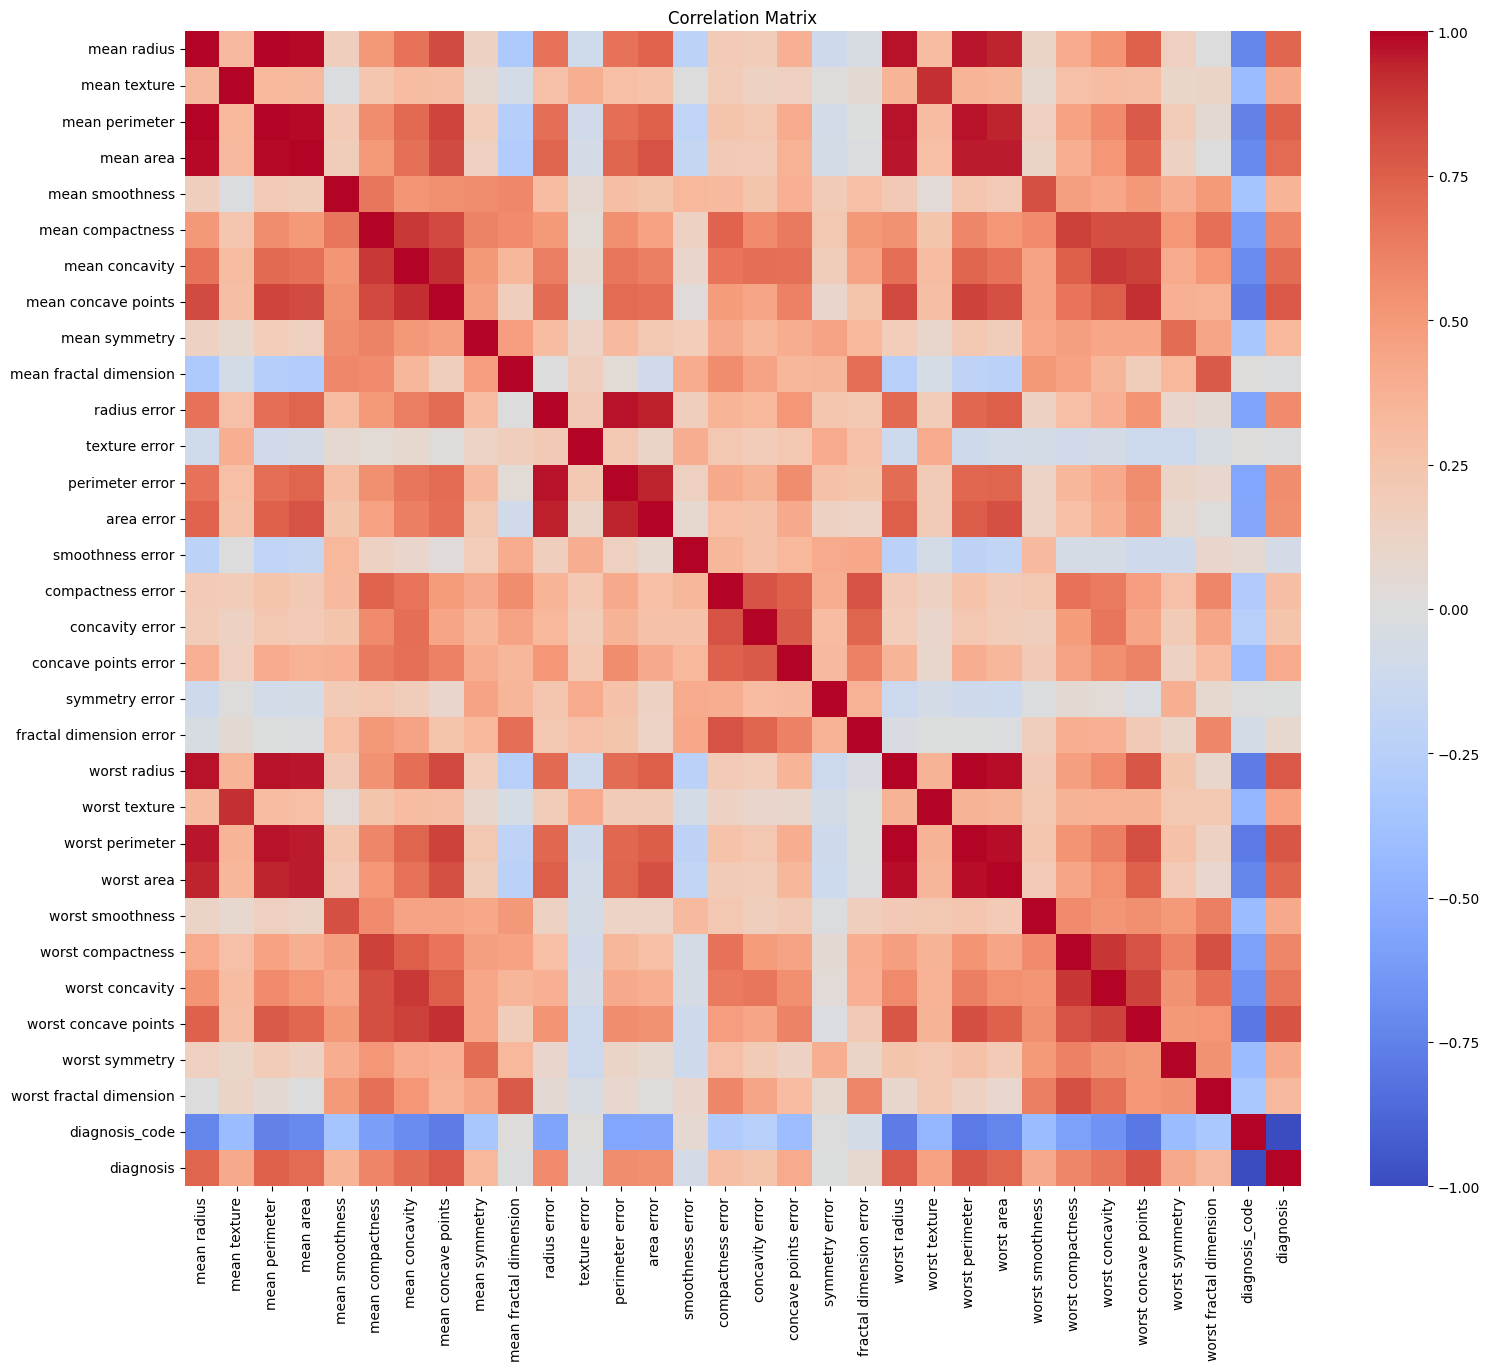 Correlation Matrix
mean radius
mean texture
mean perimeter
mean area
mean smoothness
mean compactness
mean concavity
mean concave points
mean symmetry
mean fractal dimension
radius error
texture error
perimeter error
area error
smoothness error
compactness error
concavity error
concave points error
symmetry error
fractal dimension error
worst radius
worst texture
worst perimeter
worst area
worst smoothness
worst compactness
worst concavity
worst concave points
worst symmetry
worst fractal dimension
diagnosis_code
diagnosis
mean radius
mean texture
mean perimeter
mean area
mean smoothness
mean compactness
mean concavity
mean concave points
mean symmetry
mean fractal dimension
radius error
texture error
perimeter error
area error
smoothness error
compactness error
concavity error
concave points error
symmetry error
fractal dimension error
worst radius
worst texture
worst perimeter
worst area
worst smoothness
worst compactness
worst concavity
worst concave points
worst symmetry
worst fractal dimension
diagnosis_code
diagnosis
1.00
0.75
0.50
0.25
0.00
−0.25
−0.50
−0.75
−1.00